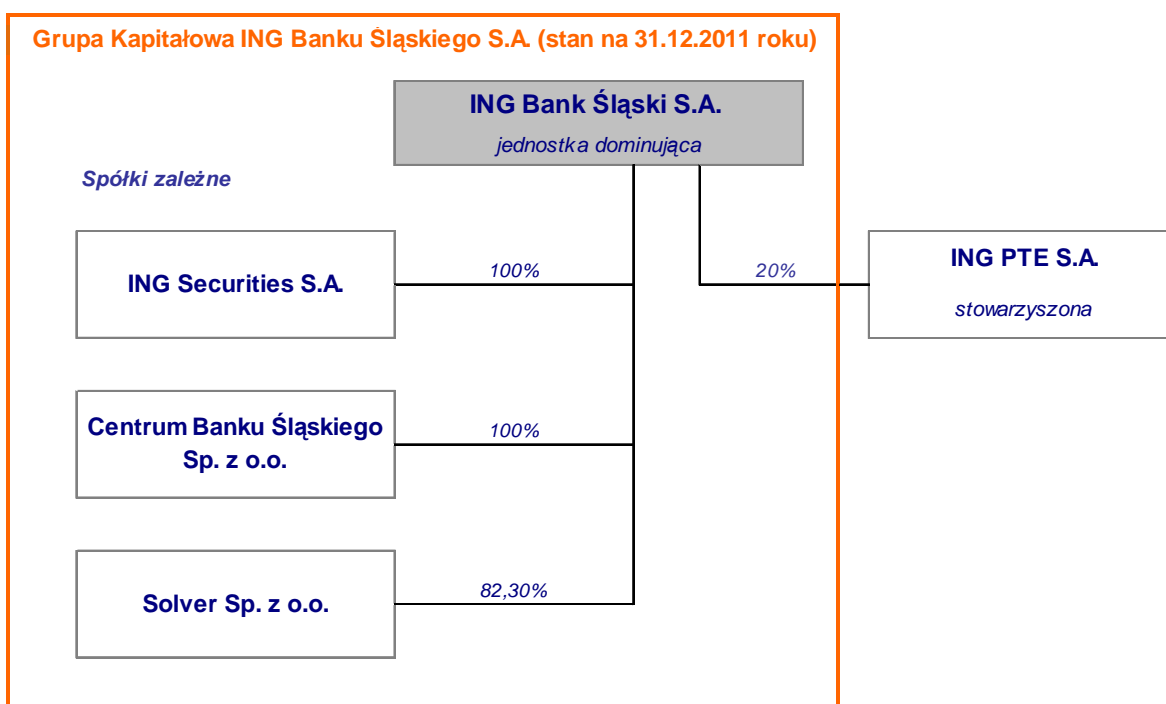 Grupa Kapitałowa ING Banku Śląskiego S.A. (stan na 31.12.2011 roku)
ING Bank Śląski S.A.
jednostka dominująca
Spółki zależne
ING Securities S.A.
100%
20%
ING PTE S.A.
stowarzyszona
Centrum Banku Śląskiego
Sp. z o.o.
100%
Solver Sp. z o.o.
82,30%